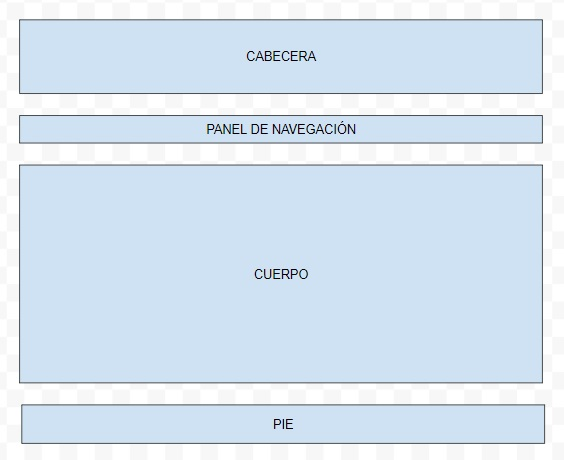 CABECERA
PANEL DE NAVEGACIÓN
CUERPO
PIE